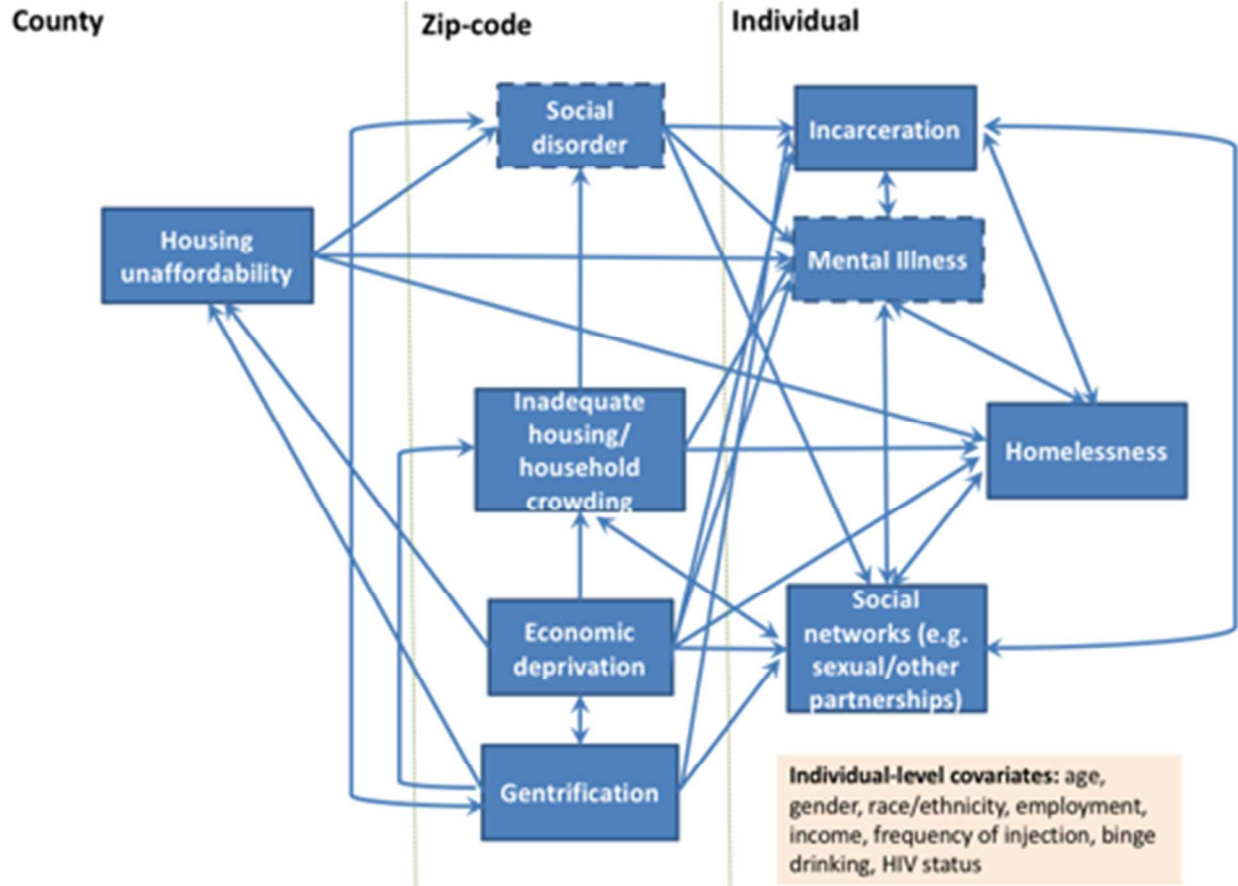 County
Zip-code
Individual
Social
disorder
Incarceration
Housing
unaffordability
Mental Illness
Inadequate
housing/
household
crowding
Homelessness
Economic
deprivation
Social
networks (e.g.
sexual/other
partnerships)
Gentrification
Individual-level covariates: age,
gender, race/ethnicity, employment,
income, frequency of injection, binge
drinking, HIV status